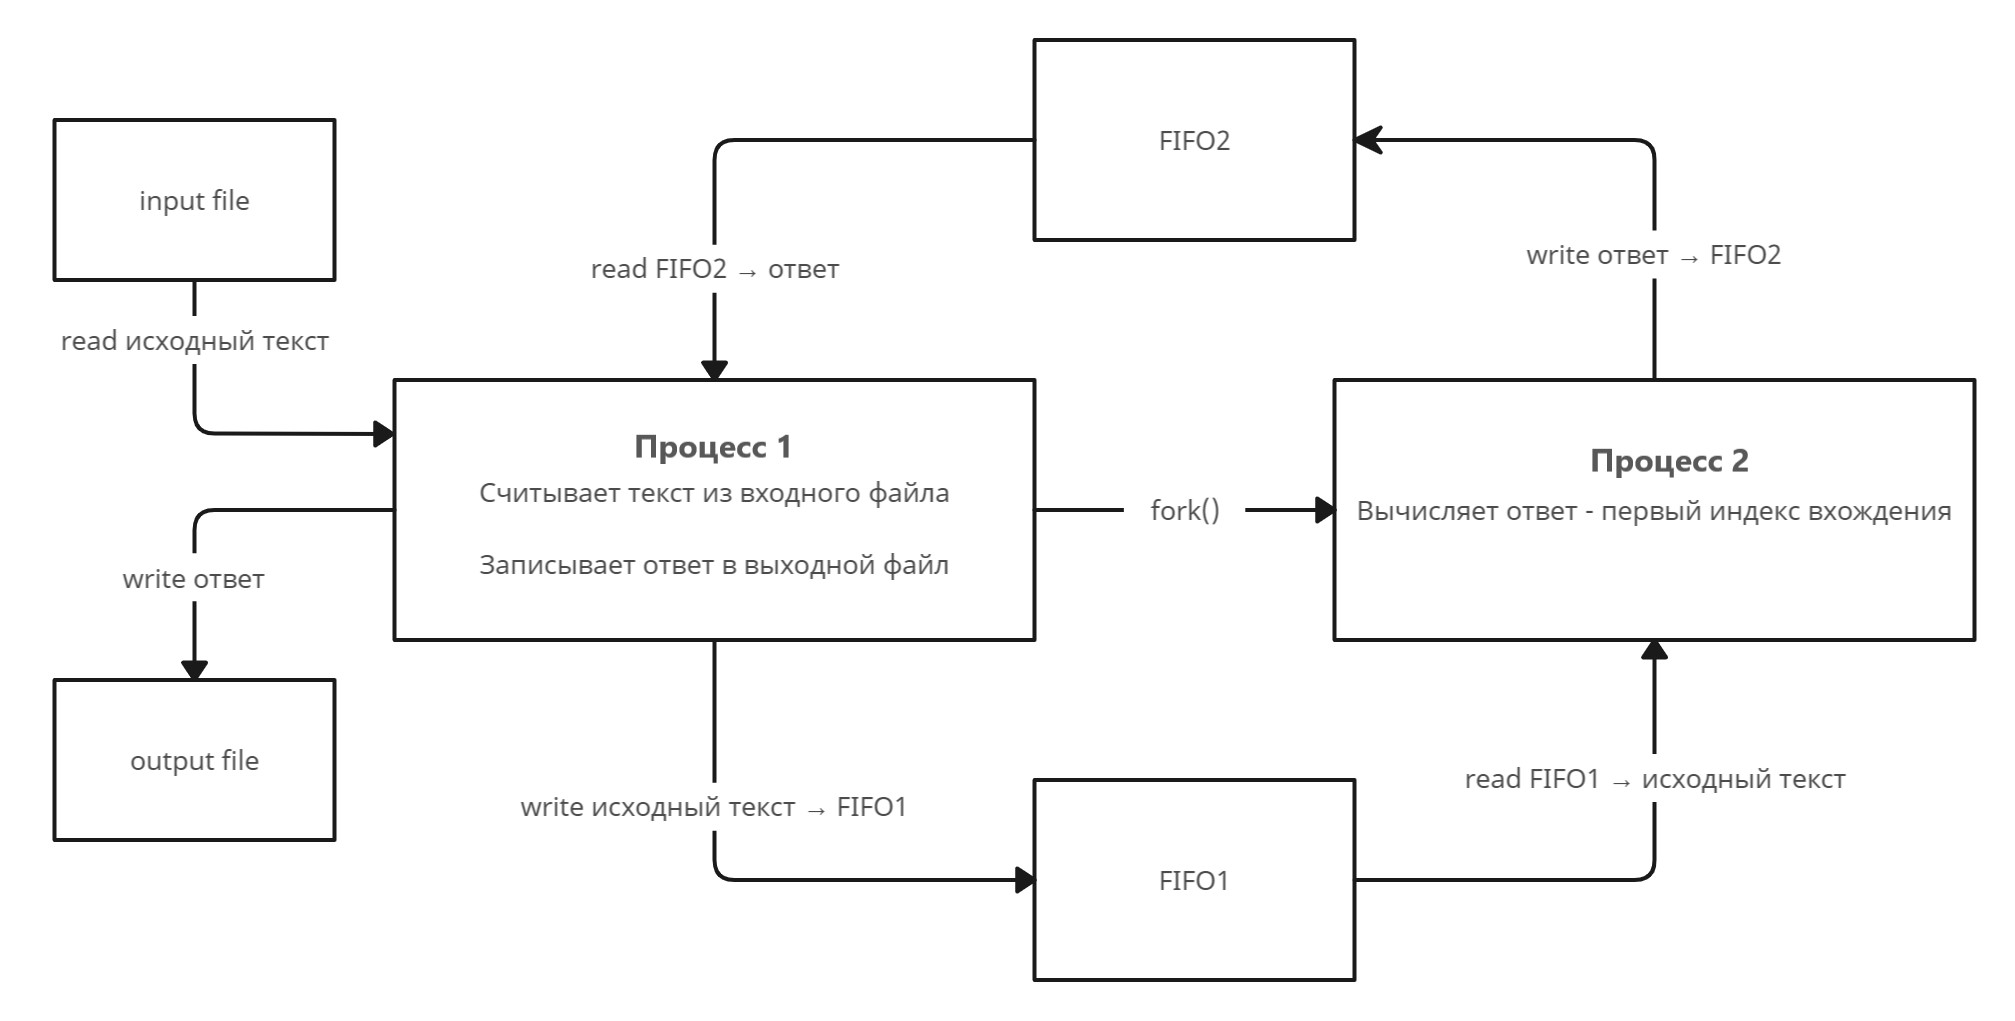 FIFO2
input file
write ответ → FIFO2
read FIFO2 → ответ
read исходный текст
Процесс 1
Считывает текст из входного файла
Записывает ответ в выходной файл
fork()
Процесс 2
Вычисляет ответ - первый индекс вхождения
write ответ
output file
read FIFO1 → исходный текст
write исходный текст → FIFO1
FIFO1